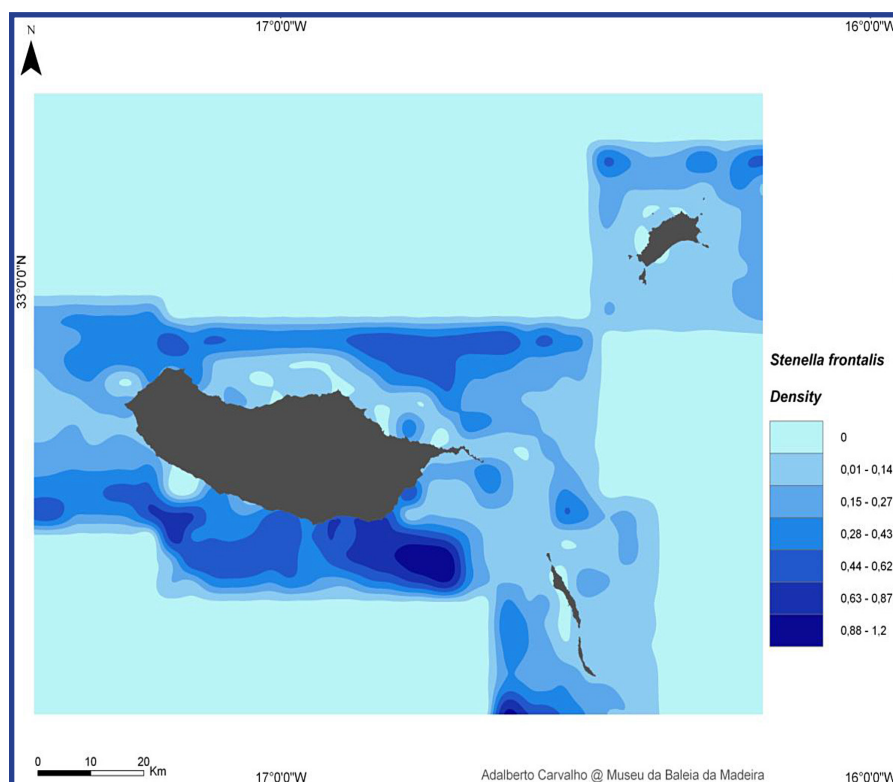 17°0'0"W
16°0'0"W
N
33°0'0"N
Stenella frontalis
Density
0
0,01 - 0,14
0,15 - 0,27
0,28 - 0,43
0,44 - 0,62
0,63 - 0,87
0,88 - 1,2
0 10 20
Km
17°0'0"W
Adalberto Carvalho @ Museu da Baleia da Madeira
16°0'0"W